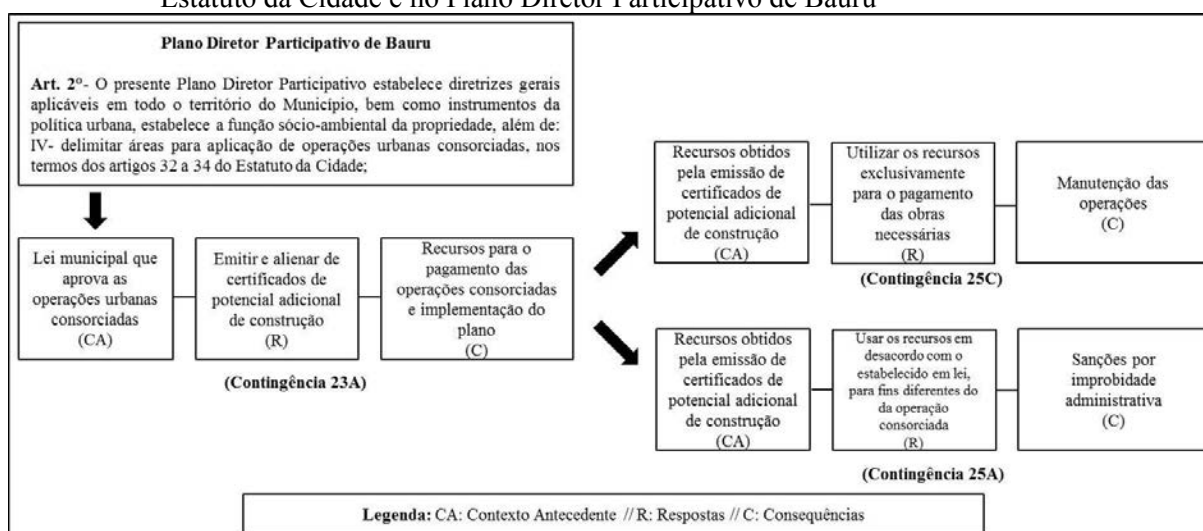 Estatuto da Cidade e no Plano Diretor Participativo de Bauru
Plano Diretor Participativo de Bauru
Art. 2º- O presente Plano Diretor Participativo estabelece diretrizes gerais
aplicáveis em todo o território do Município, bem como instrumentos da
política urbana, estabelece a função sócio-ambiental da propriedade, além de:
IV- delimitar áreas para aplicação de operações urbanas consorciadas, nos
termos dos artigos 32 a 34 do Estatuto da Cidade;
Lei municipal que
aprova as
operações urbanas
consorciadas
(CA)
Emitir e alienar de
certificados de
potencial adicional
de construção
(R)
Recursos para o
pagamento das
operações consorciadas
e implementação do
plano
(C)
(Contingência 23A)
Recursos obtidos
pela emissão de
certificados de
potencial adicional
de construção
(CA)
Utilizar os recursos
exclusivamente
para o pagamento
das obras
necessárias
(R)
Manutenção das
operações
(C)
(Contingência 25C)
Recursos obtidos
pela emissão de
certificados de
potencial adicional
de construção
(CA)
Usar os recursos em
desacordo com o
estabelecido em lei,
para fins diferentes do
da operação
consorciada
(R)
Sanções por
improbidade
administrativa
(C)
(Contingência 25A)
Legenda: CA: Contexto Antecedente // R: Respostas // C: Consequências